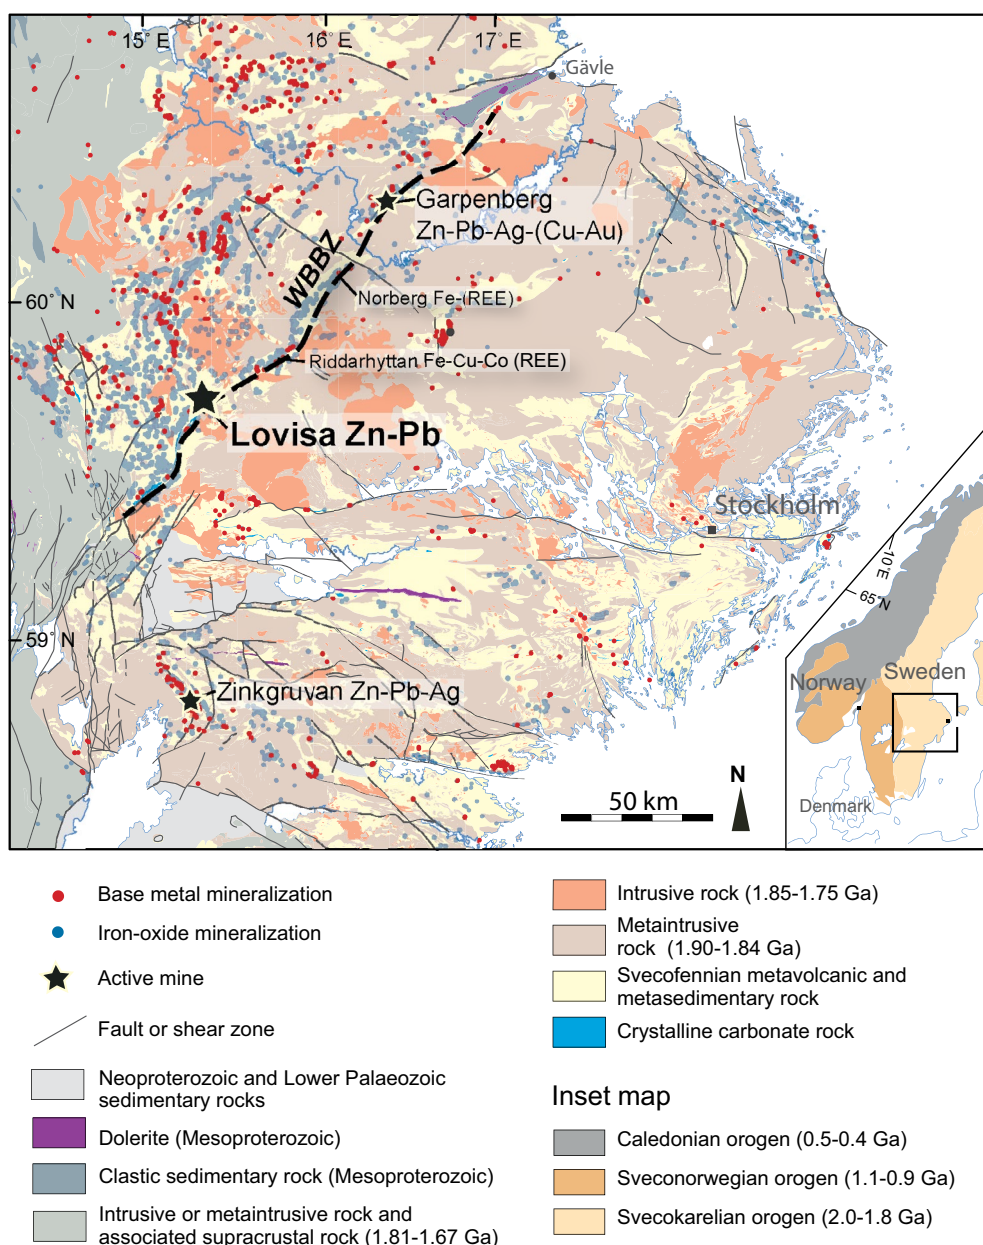 15° E
16° E
17° E
Gävle
Garpenberg
Zn-Pb-Ag-(Cu-Au)
WBBZ
60° N
Norberg Fe-(REE)
Riddarhyttan Fe-Cu-Co (REE)
Lovisa Zn-Pb
Stockholm
59° N
Zinkgruvan Zn-Pb-Ag
50 km
N
10°E
65°N
Sweden
Norway
Denmark
Base metal mineralization
Iron-oxide mineralization
Active mine
Fault or shear zone
Neoproterozoic and Lower Palaeozoic
sedimentary rocks
Dolerite (Mesoproterozoic)
Clastic sedimentary rock (Mesoproterozoic)
Intrusive or metaintrusive rock and
associated supracrustal rock (1.81-1.67 Ga)
Intrusive rock (1.85-1.75 Ga)
Metaintrusive
rock (1.90-1.84 Ga)
Svecofennian metavolcanic and
metasedimentary rock
Crystalline carbonate rock
Inset map
Caledonian orogen (0.5-0.4 Ga)
Sveconorwegian orogen (1.1-0.9 Ga)
Svecokarelian orogen (2.0-1.8 Ga)